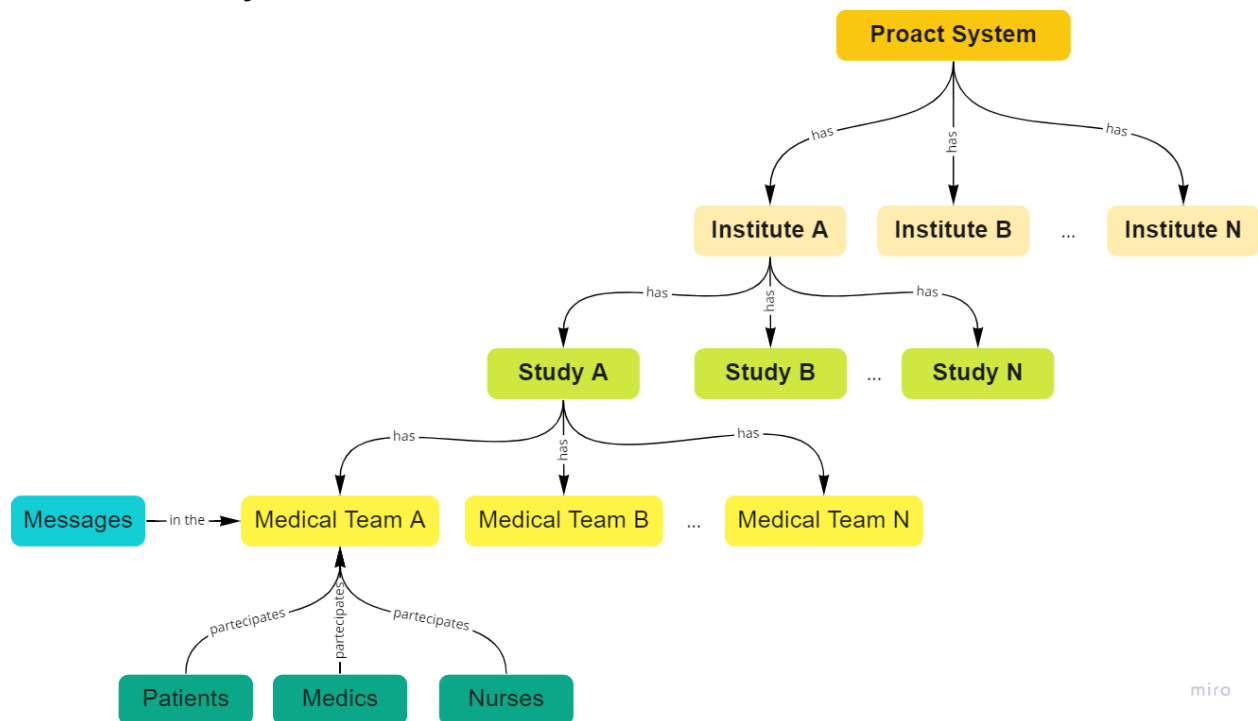 Proact System
has
has
has
Institute A
Institute B
...
Institute N
has
has
has
Study A
Study B
...
Study N
has
has
has
Messages
in the
Medical Team A
Medical Team B
...
Medical Team N
partecipates
partecipates
partecipates
Patients
Medics
Nurses
miro